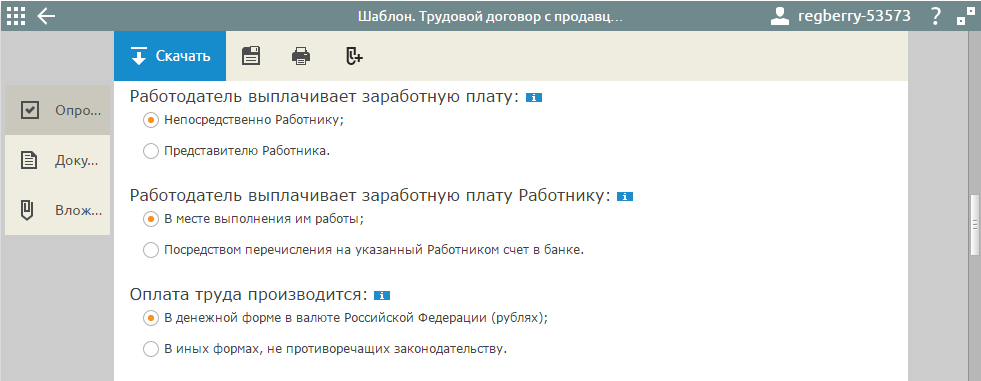 Шаблон. Трудовой договор с продавц...
regberry-53573
?
Скачать
Опро...
Доку...
Влож...
Работодатель выплачивает заработную плату:
Непосредственно Работнику;
Представителю Работника.
Работодатель выплачивает заработную плату Работнику:
В месте выполнения им работы;
Посредством перечисления на указанный Работником счет в банке.
Оплата труда производится:
В денежной форме в валюте Российской Федерации (рублях);
В иных формах, не противоречащих законодательству.